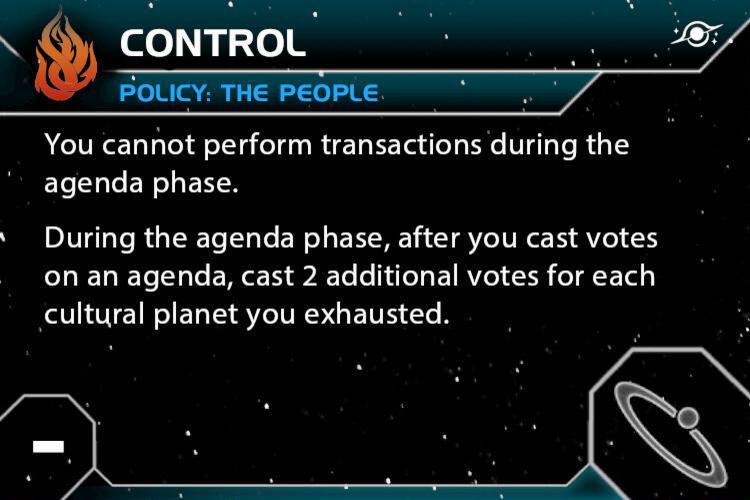 CONTROL
POLICY: THE PEOPLE
You cannot perform transactions during the
agenda phase.
During the agenda phase, after you cast votes
on an agenda, cast 2 additional votes for each
cultural planet you exhausted.
-